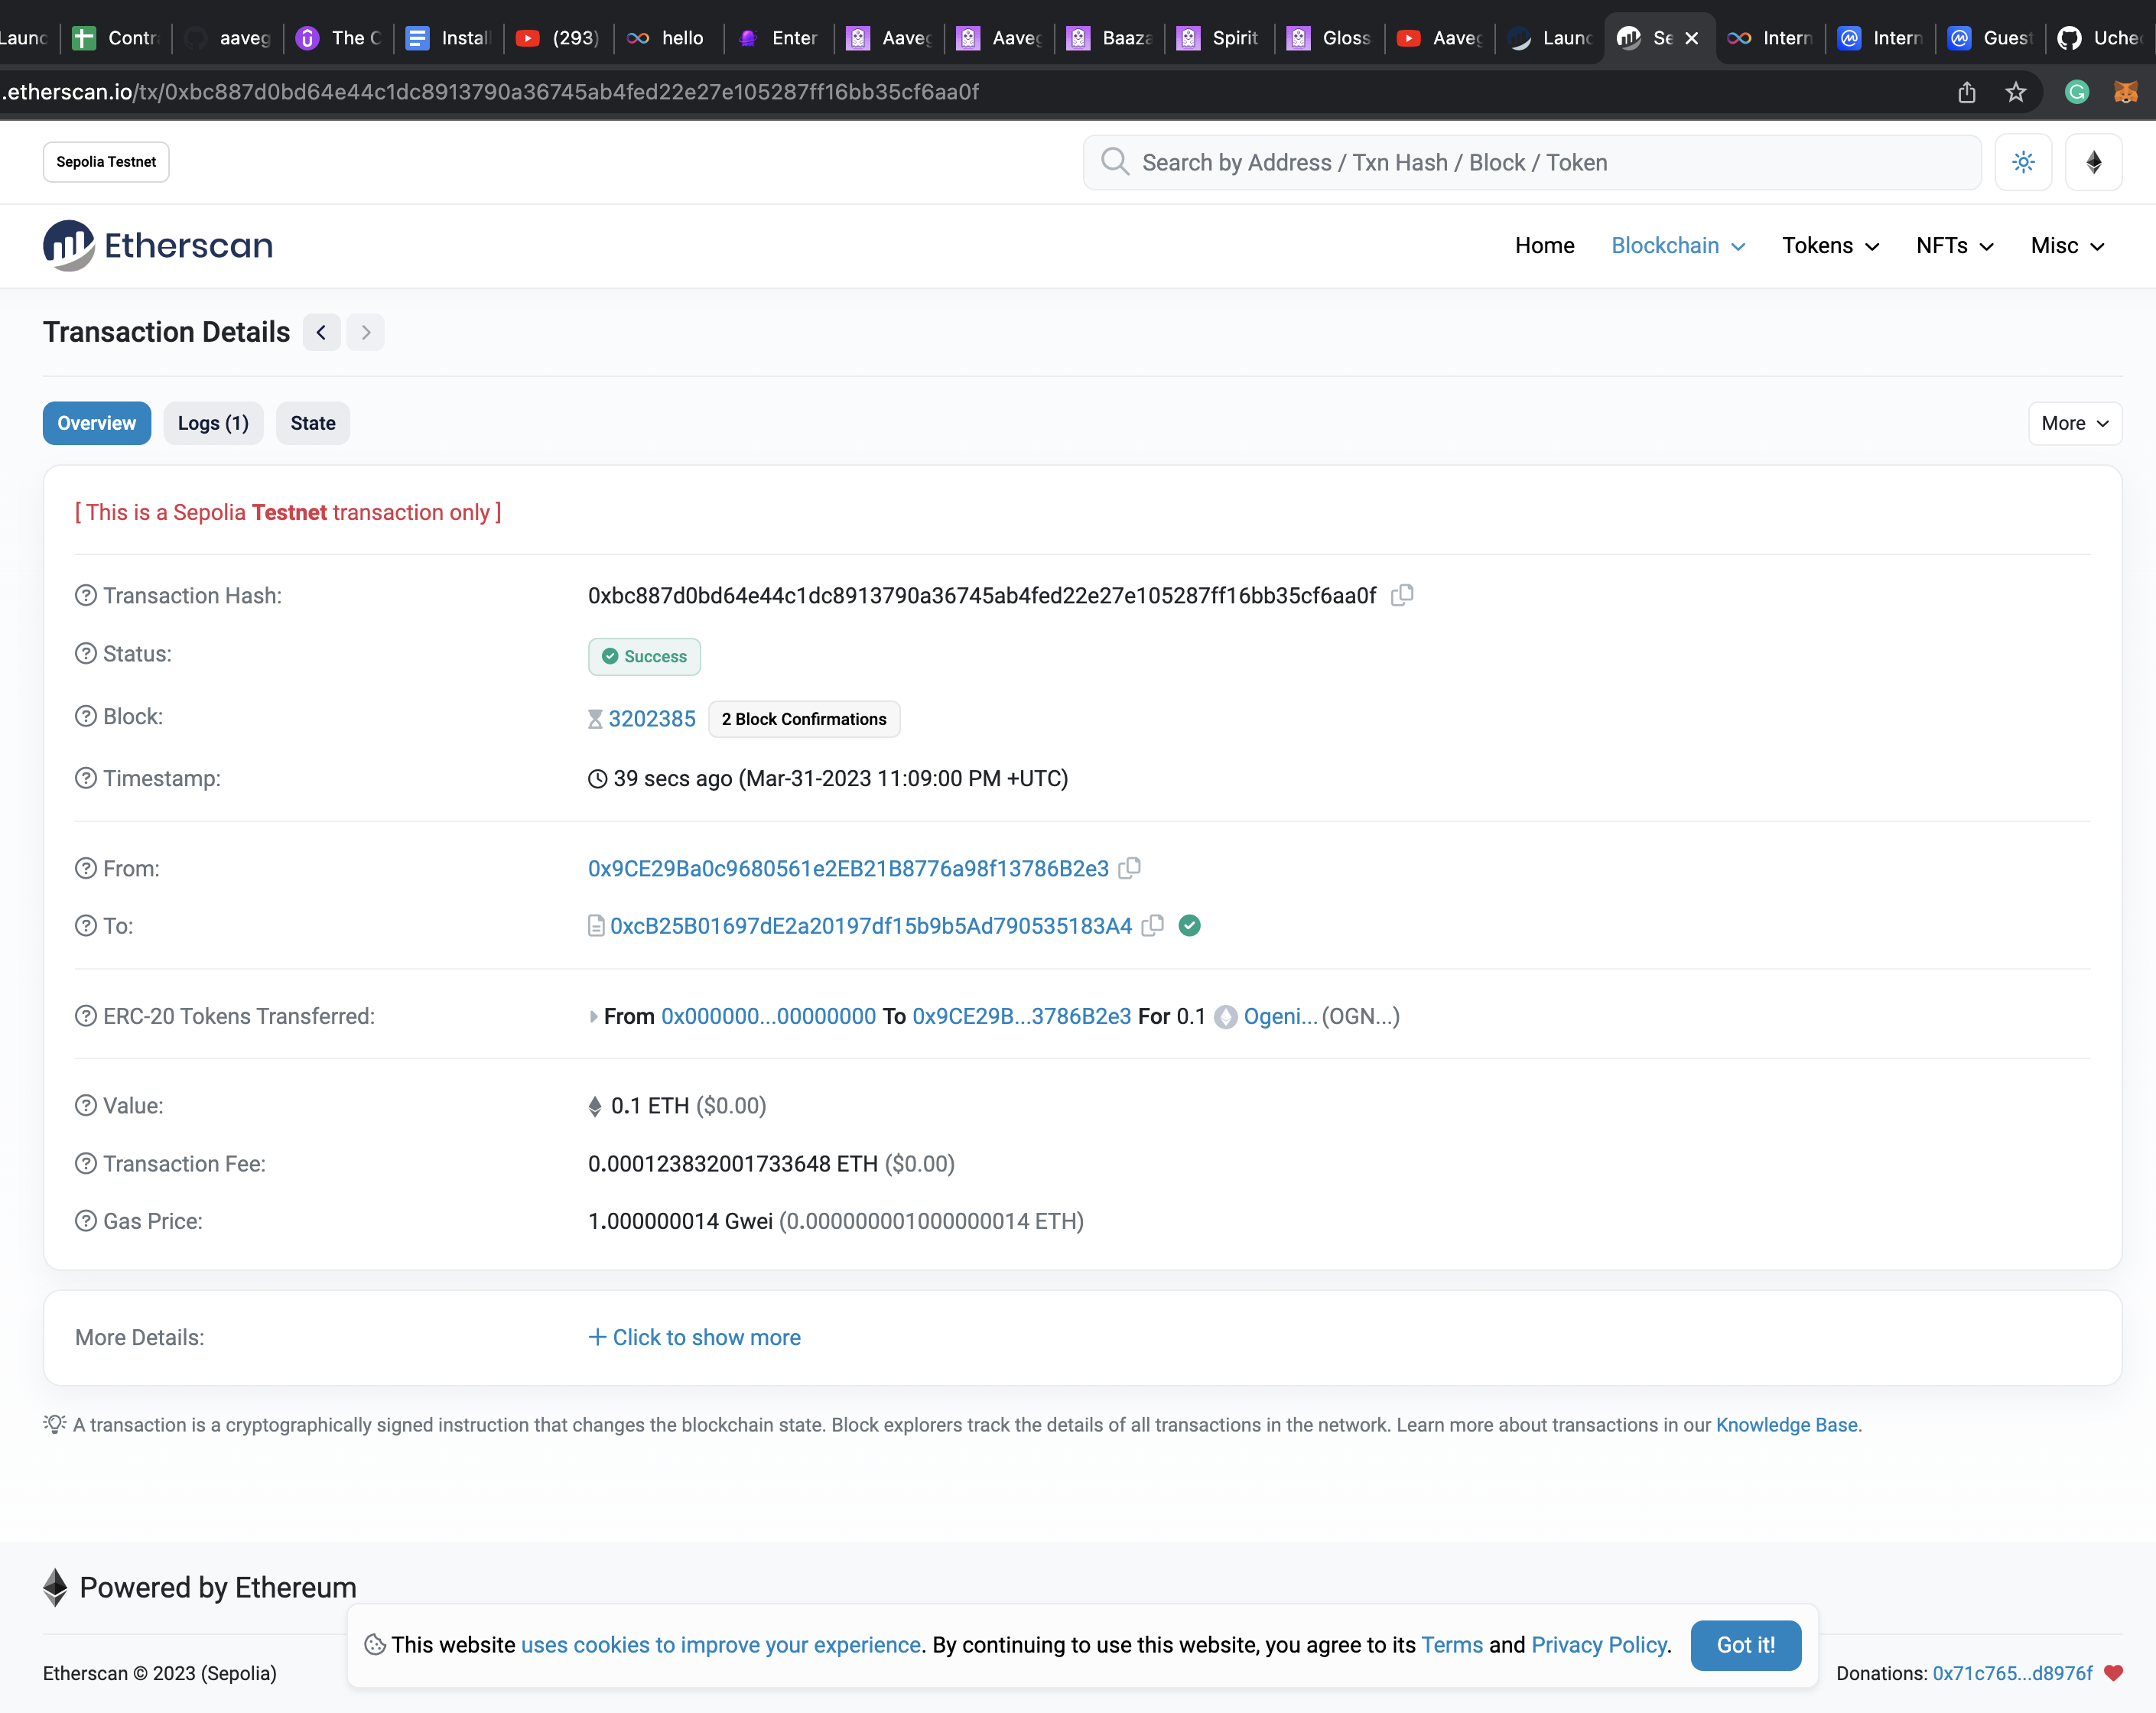 Laun Contr aaveg The C Instal (293) hello Enter Aaveg Aaveg Baaza Spirit Gloss Aaveg Launc Se Intern Intern Guest Uche
.etherscan.io/tx/0xbc887d0bd64e44c1dc8913790a36745ab4fed22e27e105287ff16bb35cf6aa0f
Sepolia Testnet
Search by Address / Txn Hash / Block / Token
Etherscan
Home Blockchain Tokens NFTs Misc
Transaction Details
Overview Logs (1) State
More
[ This is a Sepolia Testnet transaction only ]
Transaction Hash: 0xbc887d0bd64e44c1dc8913790a36745ab4fed22e27e105287ff16bb35cf6aa0f
Status: Success
Block: 3202385 2 Block Confirmations
Timestamp: 39 secs ago (Mar-31-2023 11:09:00 PM +UTC)
From: 0x9CE29Ba0c9680561e2EB21B8776a98f13786B2e3
To: 0xcB25B01697dE2a20197df15b9b5Ad790535183A4
ERC-20 Tokens Transferred: From 0x000000...00000000 To 0x9CE29B...3786B2e3 For 0.1 Ogeni... (OGN...)
Value: 0.1 ETH ($0.00)
Transaction Fee: 0.000123832001733648 ETH ($0.00)
Gas Price: 1.000000014 Gwei (0.000000001000000014 ETH)
More Details: + Click to show more
A transaction is a cryptographically signed instruction that changes the blockchain state. Block explorers track the details of all transactions in the network. Learn more about transactions in our Knowledge Base.
Powered by Ethereum
This website uses cookies to improve your experience. By continuing to use this website, you agree to its Terms and Privacy Policy. Got it!
Etherscan © 2023 (Sepolia)
Donations: 0x71c765...d8976f